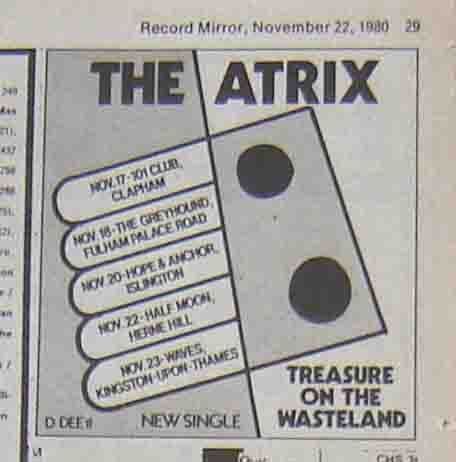 Record Mirror, November 22, 1980 29
THE ATRIX
NOV. 17-101 CLUB,
CLAPHAM
NOV. 18-THE GREYHOUND,
FULHAM PALACE ROAD
NOV. 20-HOPE & ANCHOR,
ISLINGTON
NOV. 22-HALF MOON,
HERNE HILL
NOV. 23-WAVES,
KINGSTON-UPON-THAMES
TREASURE
ON THE
WASTELAND
D. DEE 11 NEW SINGLE